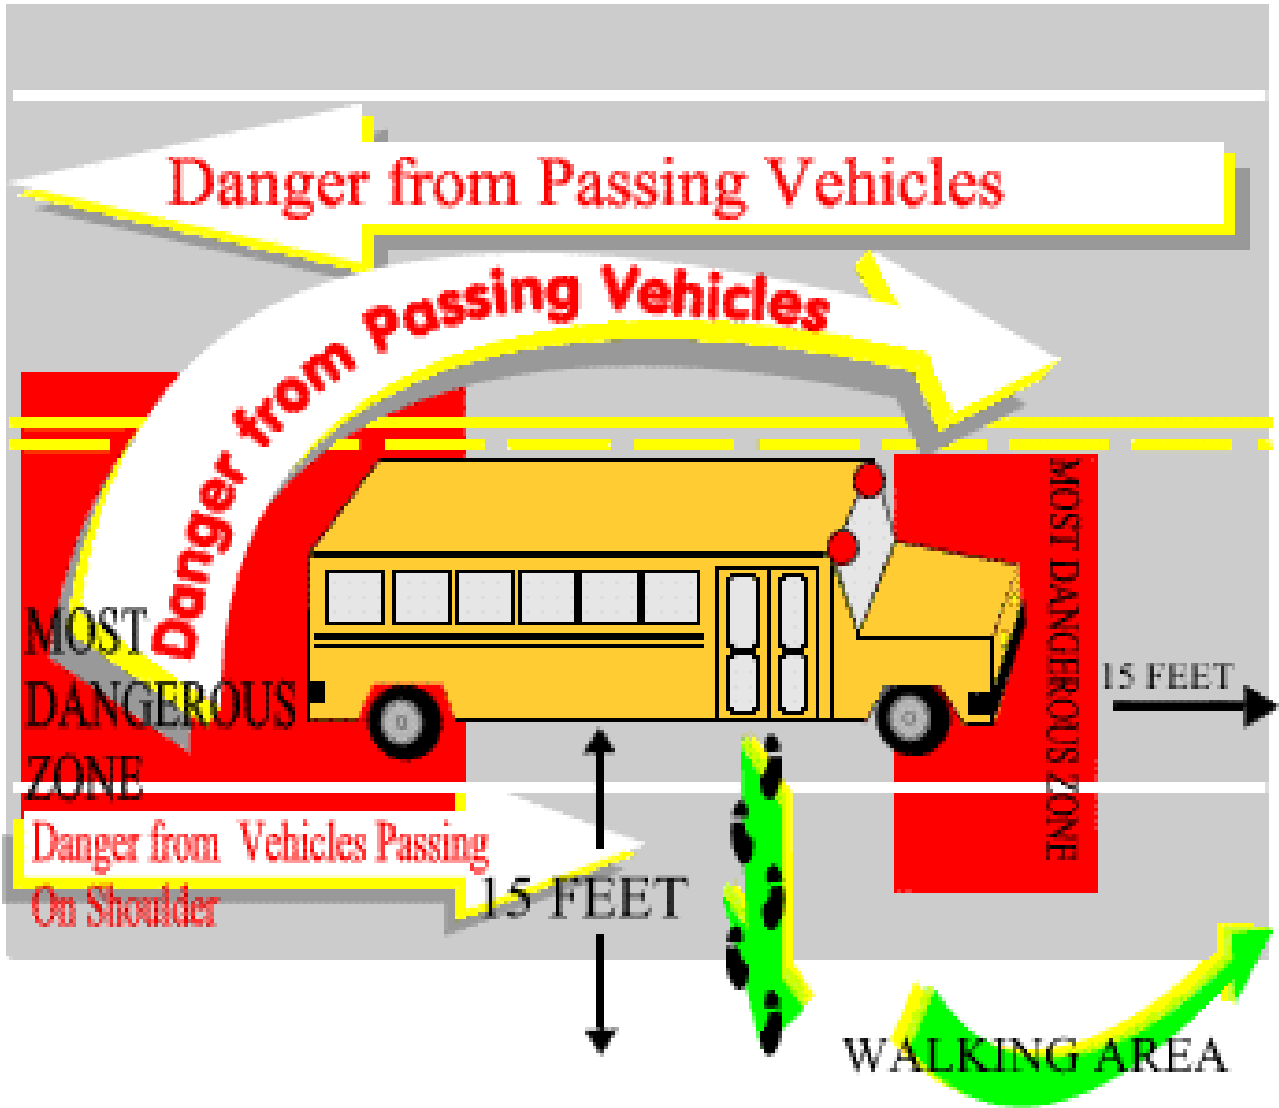 Danger from Passing Vehicles
Danger from Passing Vehicles
MOST DANGEROUS ZONE
MOST
DANGEROUS
ZONE
15 FEET
Danger from Vehicles Passing
On Shoulder
15 FEET
WALKING AREA